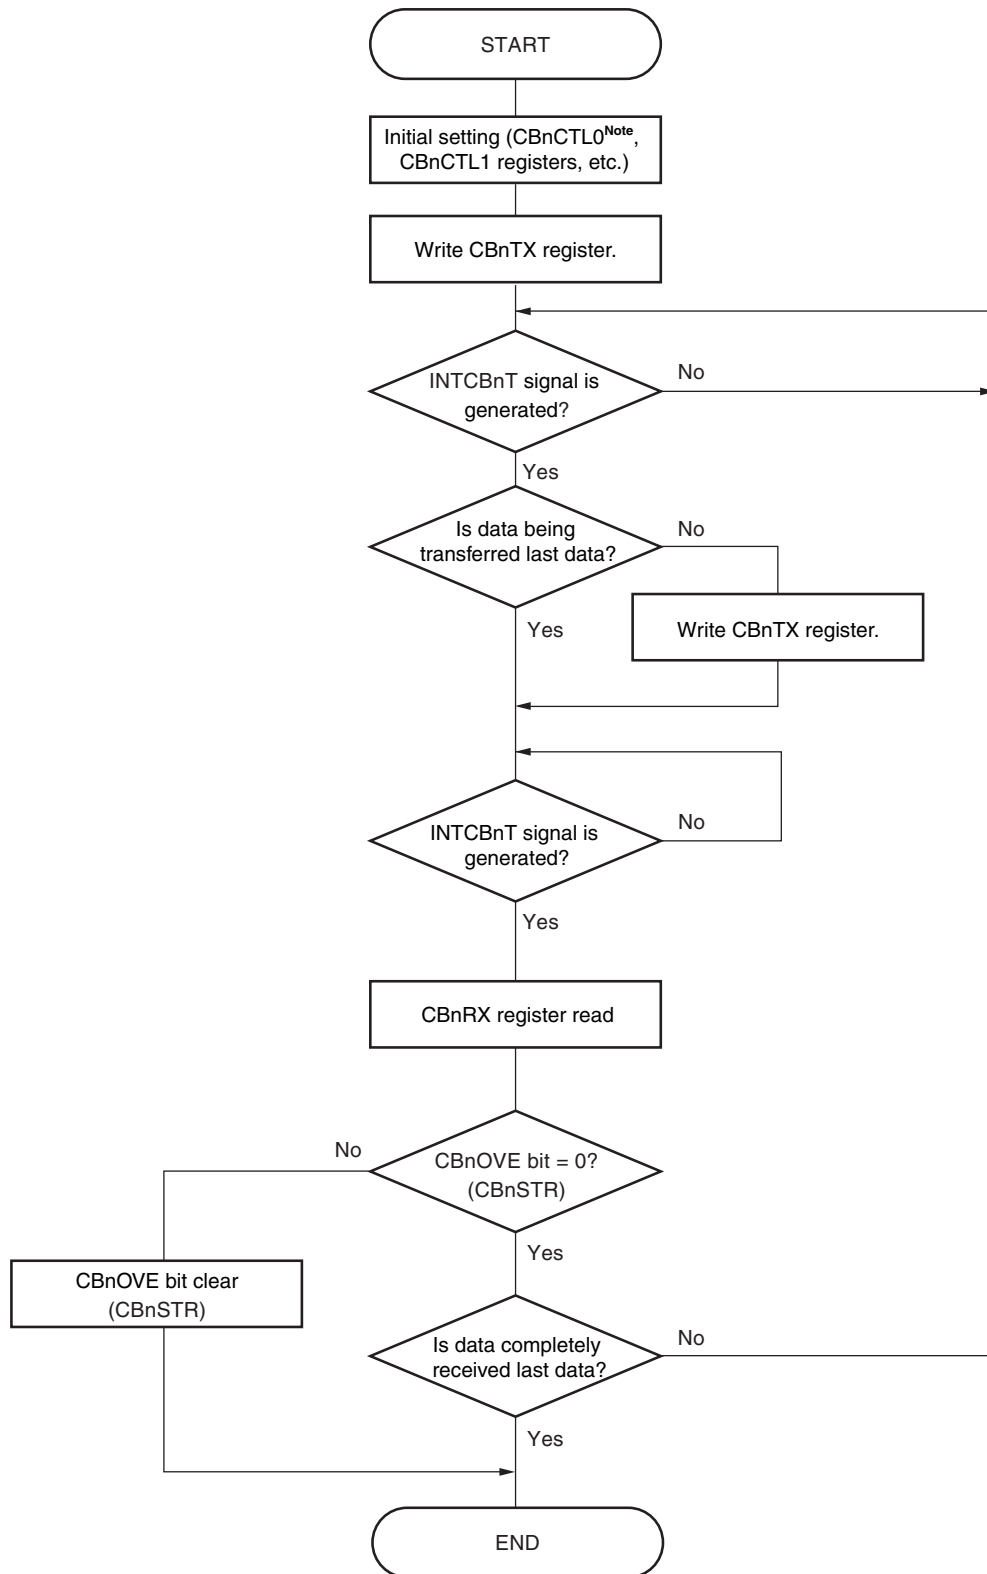 START
Initial setting (CBnCTL0Note,
CBnCTL1 registers, etc.)
Write CBnTX register.
INTCBnT signal is
generated?
No
Yes
Is data being
transferred last data?
No
Write CBnTX register.
Yes
INTCBnT signal is
generated?
No
Yes
CBnRX register read
CBnOVE bit = 0?
(CBnSTR)
No
Yes
CBnOVE bit clear
(CBnSTR)
Is data completely
received last data?
No
Yes
END